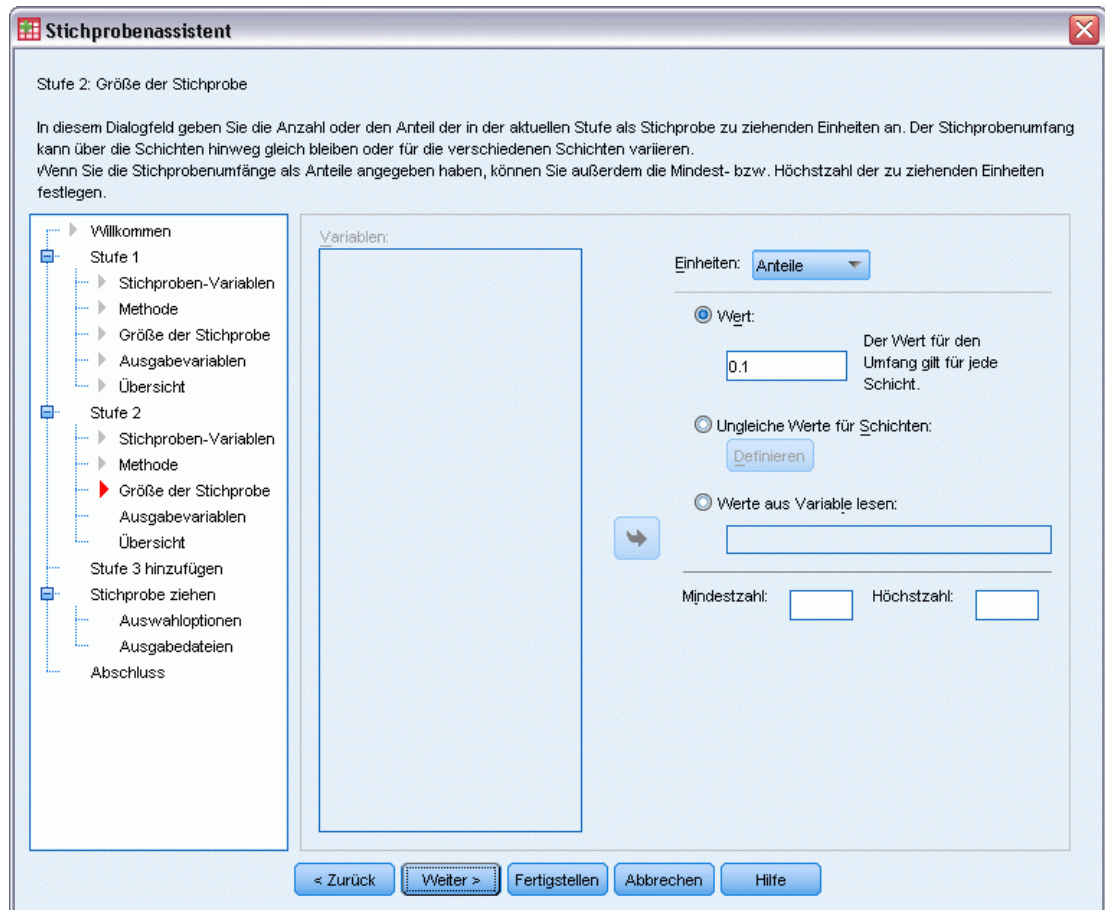 Stichprobenassistent
Stufe 2: Größe der Stichprobe
In diesem Dialogfeld geben Sie die Anzahl oder den Anteil der in der aktuellen Stufe als Stichprobe zu ziehenden Einheiten an. Der Stichprobenumfang
kann über die Schichten hinweg gleich bleiben oder für die verschiedenen Schichten variieren.
Wenn Sie die Stichprobenumfänge als Anteile angegeben haben, können Sie außerdem die Mindest- bzw. Höchstzahl der zu ziehenden Einheiten
festlegen.
Willkommen
Stufe 1
Stichproben-Variablen
Methode
Größe der Stichprobe
Ausgabevariablen
Übersicht
Stufe 2
Stichproben-Variablen
Methode
Größe der Stichprobe
Ausgabevariablen
Übersicht
Stufe 3 hinzufügen
Stichprobe ziehen
Auswahloptionen
Ausgabedateien
Abschluss
Variablen:
Einheiten: Anteile
Wert:
0.1
Der Wert für den
Umfang gilt für jede
Schicht.
Ungleiche Werte für Schichten:
Definieren
Werte aus Variable lesen:
Mindestzahl: Höchstzahl:
< Zurück Weiter > Fertigstellen Abbrechen Hilfe